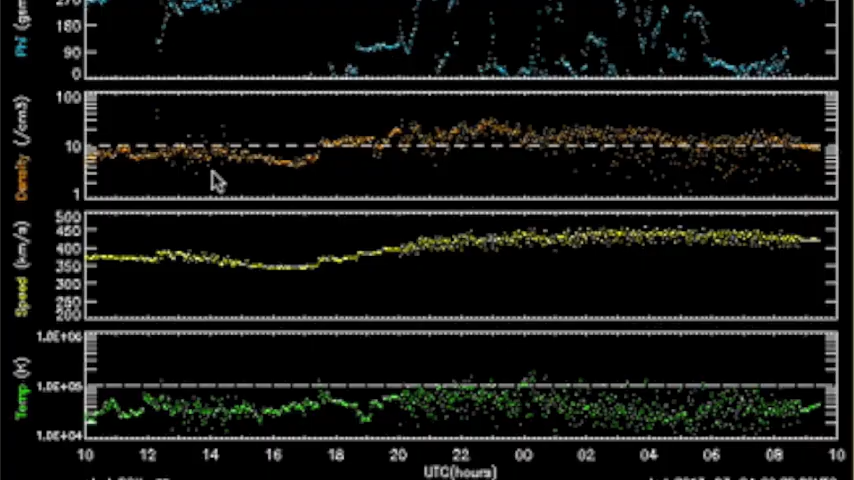 Phi (gsm
270
180
90
0
Density (/cm3)
100
10
1
Speed (km/s)
500
450
400
350
300
250
200
Temp (K)
1.0E+06
1.0E+05
1.0E+04
10 12 14 16 18 20 22 00 02 04 06 08 10
UTC(hours)